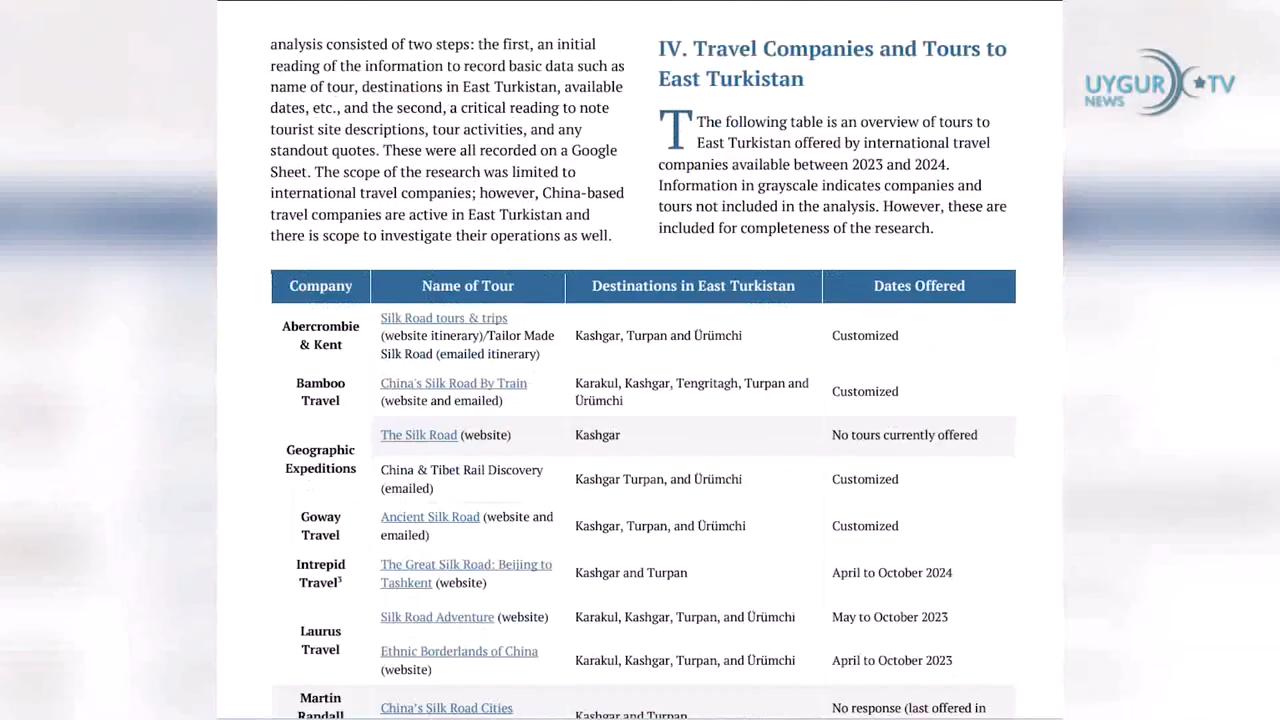 analysis consisted of two steps: the first, an initial
reading of the information to record basic data such as
name of tour, destinations in East Turkistan, available
dates, etc., and the second, a critical reading to note
tourist site descriptions, tour activities, and any
standout quotes. These were all recorded on a Google
Sheet. The scope of the research was limited to
international travel companies; however, China-based
travel companies are active in East Turkistan and
there is scope to investigate their operations as well.
IV. Travel Companies and Tours to
East Turkistan
T The following table is an overview of tours to
East Turkistan offered by international travel
companies available between 2023 and 2024.
Information in grayscale indicates companies and
tours not included in the analysis. However, these are
included for completeness of the research.
UYGUR TV
NEWS
Company Name of Tour Destinations in East Turkistan Dates Offered
Abercrombie
& Kent
Silk Road tours & trips
(website itinerary)/Tailor Made
Silk Road (emailed itinerary)
Kashgar, Turpan and Ürümchi
Customized
Bamboo
Travel
China's Silk Road By Train
(website and emailed)
Karakul, Kashgar, Tengritagh, Turpan and
Ürümchi
Customized
Geographic
Expeditions
The Silk Road (website)
Kashgar
No tours currently offered
China & Tibet Rail Discovery
(emailed)
Kashgar Turpan, and Ürümchi
Customized
Goway
Travel
Ancient Silk Road (website and
emailed)
Kashgar, Turpan, and Ürümchi
Customized
Intrepid
Travel³
The Great Silk Road: Beijing to
Tashkent (website)
Kashgar and Turpan
April to October 2024
Laurus
Travel
Silk Road Adventure (website)
Karakul, Kashgar, Turpan, and Ürümchi
May to October 2023
Ethnic Borderlands of China
(website)
Karakul, Kashgar, Turpan, and Ürümchi
April to October 2023
Martin
Randall
China's Silk Road Cities
Kashgar and Turpan
No response (last offered in